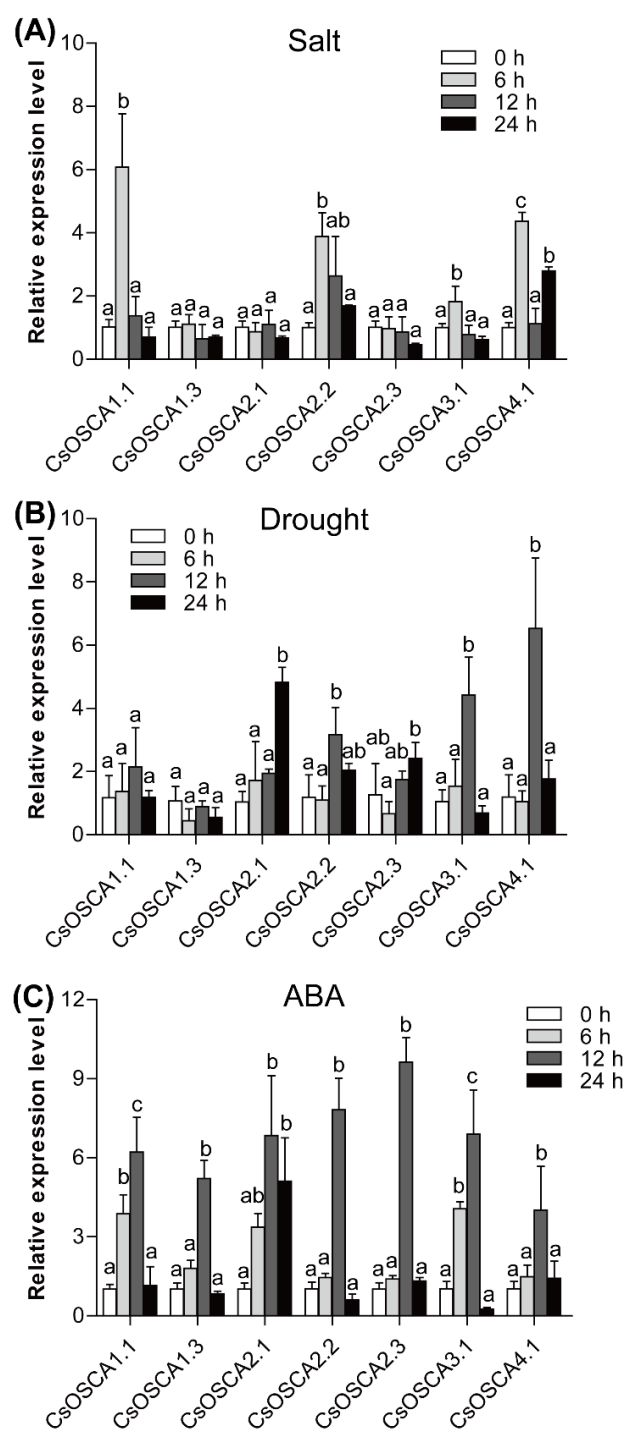 (A)
Salt
Relative expression level
10
8
6
4
2
0
0 h
6 h
12 h
24 h
a b a a
a a a a
a a a a
a b ab a
a a a a
a b a a
a c a b
CsOSCA1.1
CsOSCA1.3
CsOSCA2.1
CsOSCA2.2
CsOSCA2.3
CsOSCA3.1
CsOSCA4.1
(B)
Drought
Relative expression level
10
8
6
4
2
0
0 h
6 h
12 h
24 h
a a a a
a a a a
a a a b
a a b ab
ab a ab b
a a b a
a a b a
CsOSCA1.1
CsOSCA1.3
CsOSCA2.1
CsOSCA2.2
CsOSCA2.3
CsOSCA3.1
CsOSCA4.1
(C)
ABA
Relative expression level
12
9
6
3
0
0 h
6 h
12 h
24 h
a b c a
a a b a
a ab b b
a a b a
a a b a
a b c a
a a b a
CsOSCA1.1
CsOSCA1.3
CsOSCA2.1
CsOSCA2.2
CsOSCA2.3
CsOSCA3.1
CsOSCA4.1